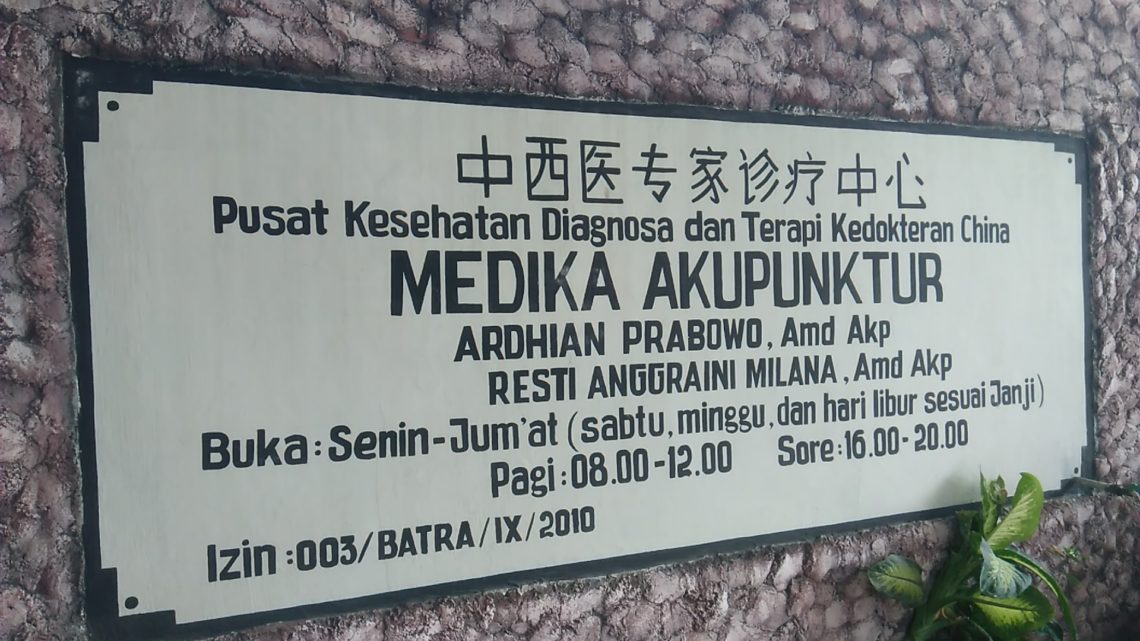 中西医专家诊疗中心
Pusat Kesehatan Diagnosa dan Terapi Kedokteran China
MEDIKA AKUPUNKTUR
ARDHIAN PRABOWO, Amd Akp
RESTI ANGGRAINI MILANA, Amd Akp
Buka: Senin-Jum'at (sabtu, minggu, dan hari libur sesuai Janji)
Pagi: 08.00-12.00 Sore: 16.00-20.00
Izin: 003/BATRA/IX/2010